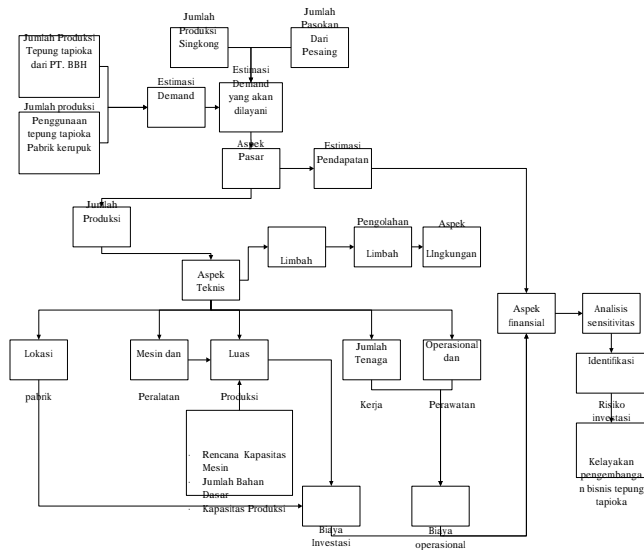 Jumlah
Produksi
Singkong
Jumlah
Pasokan
Dari
Pesaing
Jumlah Produksi
Tepung tapioka
dari PT. BBH
Estimasi
Demand
Estimasi
Demand
yang akan
dilayani
Jumlah produksi
Penggunaan
tepung tapioka
Pabrik kerupuk
Aspek
Pasar
Estimasi
Pendapatan
Jumlah
Produksi
Limbah
Pengolahan
Limbah
Aspek
LIngkungan
Aspek
Teknis
Aspek
finansial
Analisis
sensitivitas
Lokasi
pabrik
Mesin dan
Peralatan
Luas
Produksi
Jumlah
Tenaga
Kerja
Operasional
dan
Perawatan
Identifikasi
Risiko
investasi
· Rencana Kapasitas
Mesin
· Jumlah Bahan
Dasar
· Kapasitas Produksi
Kelayakan
pengembanga
n bisnis tepung
tapioka
Biaya
Investasi
Biaya
operasional